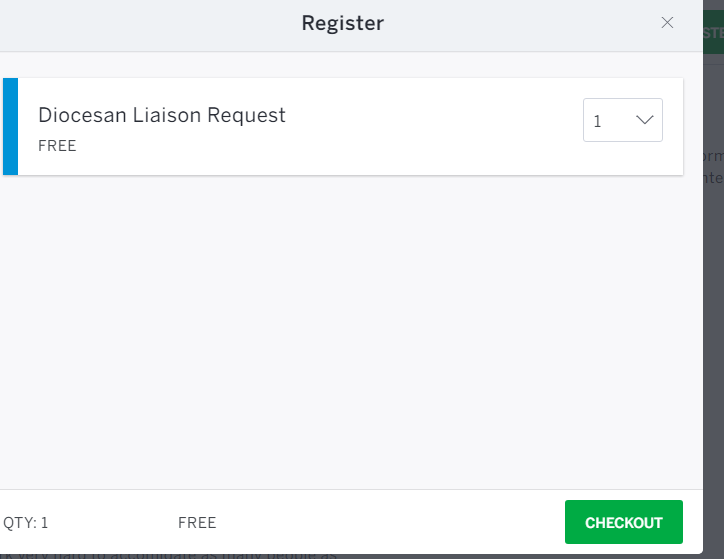 Register
Diocesan Liaison Request
1
FREE
QTY: 1
FREE
CHECKOUT